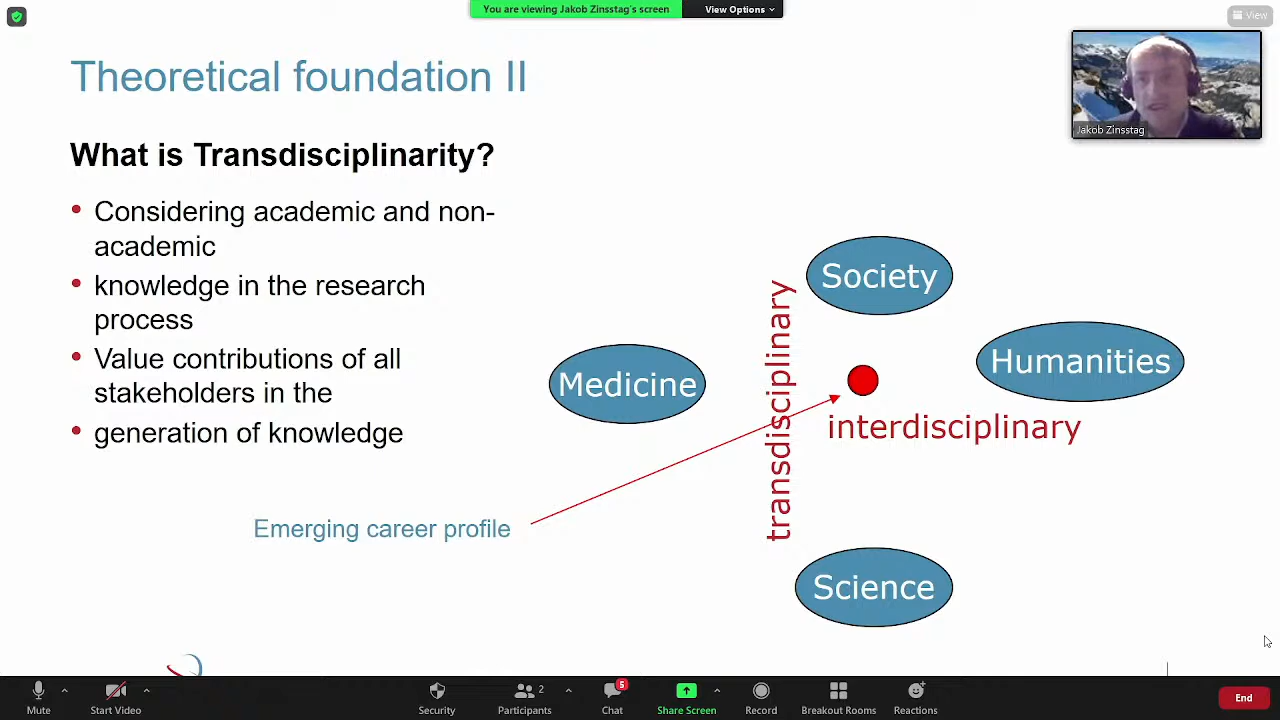 You are viewing Jakob Zinsstag's screen
View Options
View
Theoretical foundation II
Jakob Zinsstag
What is Transdisciplinarity?
• Considering academic and non-
academic
• knowledge in the research
process
• Value contributions of all
stakeholders in the
• generation of knowledge
Emerging career profile
Society
Humanities
Medicine
transdisciplinary
interdisciplinary
Science
Mute
Start Video
Security
2
Participants
5
Chat
Share Screen
Record
Breakout Rooms
Reactions
End